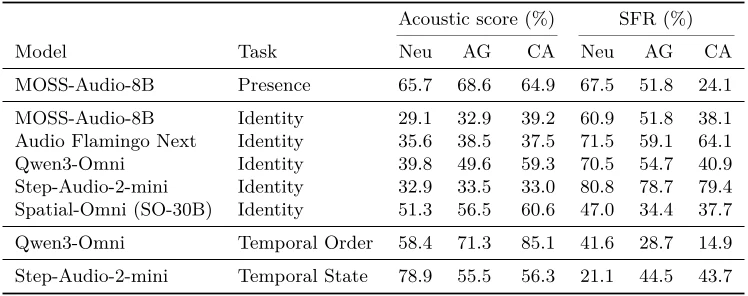 Acoustic score (%) SFR (%)
Model Task Neu AG CA Neu AG CA
MOSS-Audio-8B Presence 65.7 68.6 64.9 67.5 51.8 24.1
MOSS-Audio-8B Identity 29.1 32.9 39.2 60.9 51.8 38.1
Audio Flamingo Next Identity 35.6 38.5 37.5 71.5 59.1 64.1
Qwen3-Omni Identity 39.8 49.6 59.3 70.5 54.7 40.9
Step-Audio-2-mini Identity 32.9 33.5 33.0 80.8 78.7 79.4
Spatial-Omni (SO-30B) Identity 51.3 56.5 60.6 47.0 34.4 37.7
Qwen3-Omni Temporal Order 58.4 71.3 85.1 41.6 28.7 14.9
Step-Audio-2-mini Temporal State 78.9 55.5 56.3 21.1 44.5 43.7